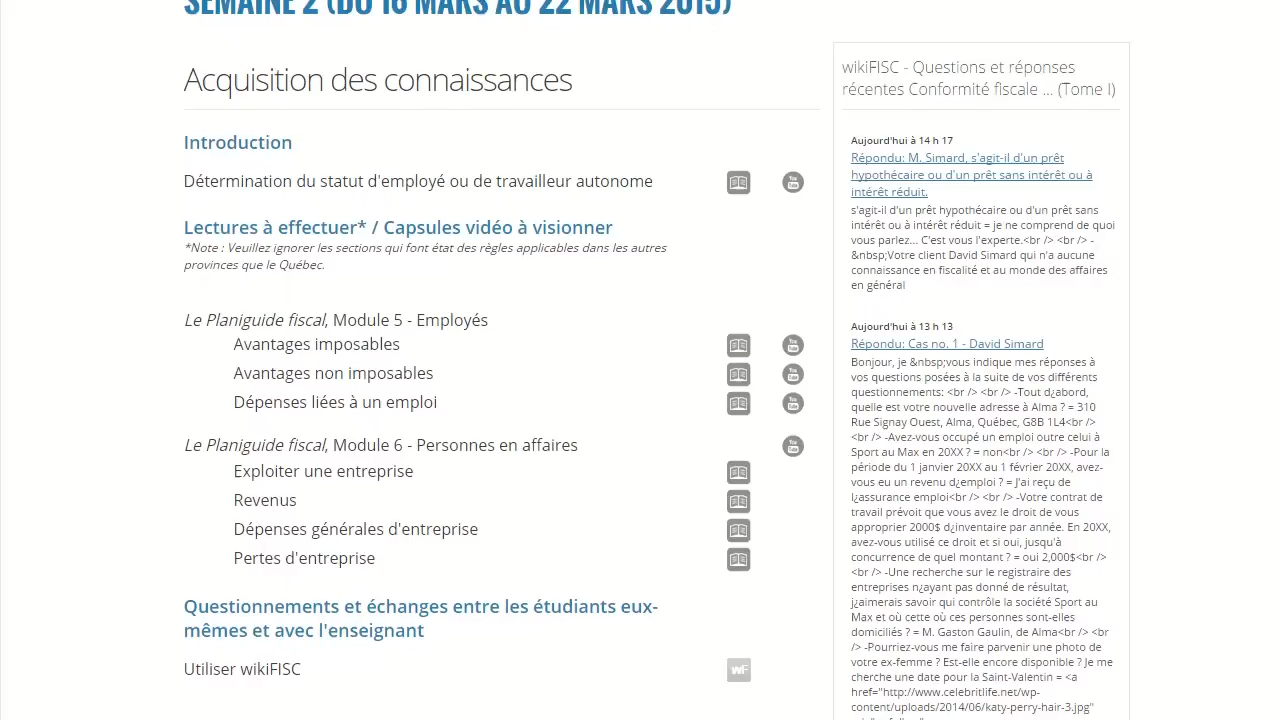 SEMAINE 2 (DU 16 MARS AU 22 MARS 2015)
Acquisition des connaissances
Introduction
Détermination du statut d'employé ou de travailleur autonome
You Tube
Lectures à effectuer* / Capsules vidéo à visionner
*Note : Veuillez ignorer les sections qui font état des règles applicables dans les autres
provinces que le Québec.
Le Planiguide fiscal, Module 5 - Employés
Avantages imposables
You Tube
Avantages non imposables
You Tube
Dépenses liées à un emploi
You Tube
Le Planiguide fiscal, Module 6 - Personnes en affaires
You Tube
Exploiter une entreprise
Revenus
Dépenses générales d'entreprise
Pertes d'entreprise
Questionnements et échanges entre les étudiants eux-
mêmes et avec l'enseignant
Utiliser wikiFISC
wF
wikiFISC - Questions et réponses
récentes Conformité fiscale ... (Tome I)
Aujourd'hui à 14 h 17
Répondu: M. Simard, s'agit-il d'un prêt
hypothécaire ou d'un prêt sans intérêt ou à
intérêt réduit.
s'agit-il d'un prêt hypothécaire ou d'un prêt sans
intérêt ou à intérêt réduit = je ne comprend de quoi
vous parlez... C'est vous l'experte.<br /> <br /> -
&nbsp;Votre client David Simard qui n'a aucune
connaissance en fiscalité et au monde des affaires
en général
Aujourd'hui à 13 h 13
Répondu: Cas no. 1 - David Simard
Bonjour, je &nbsp;vous indique mes réponses à
vos questions posées à la suite de vos différents
questionnements: <br /> <br /> -Tout d¿abord,
quelle est votre nouvelle adresse à Alma ? = 310
Rue Signay Ouest, Alma, Québec, G8B 1L4<br />
<br /> -Avez-vous occupé un emploi outre celui à
Sport au Max en 20XX ? = non<br /> <br /> -Pour la
période du 1 janvier 20XX au 1 février 20XX, avez-
vous eu un revenu d¿emploi ? = J'ai reçu de
l¿assurance emploi<br /> <br /> -Votre contrat de
travail prévoit que vous avez le droit de vous
approprier 2000$ d¿inventaire par année. En 20XX,
avez-vous utilisé ce droit et si oui, jusqu'à
concurrence de quel montant ? = oui 2,000$<br />
<br /> -Une recherche sur le registraire des
entreprises n¿ayant pas donné de résultat,
j¿aimerais savoir qui contrôle la société Sport au
Max et où cette où ces personnes sont-elles
domiciliés ? = M. Gaston Gaulin, de Alma<br /> <br
/> -Pourriez-vous me faire parvenir une photo de
votre ex-femme ? Est-elle encore disponible ? Je me
cherche une date pour la Saint-Valentin = <a
href="http://www.celebritlife.net/wp-
content/uploads/2014/06/katy-perry-hair-3.jpg"